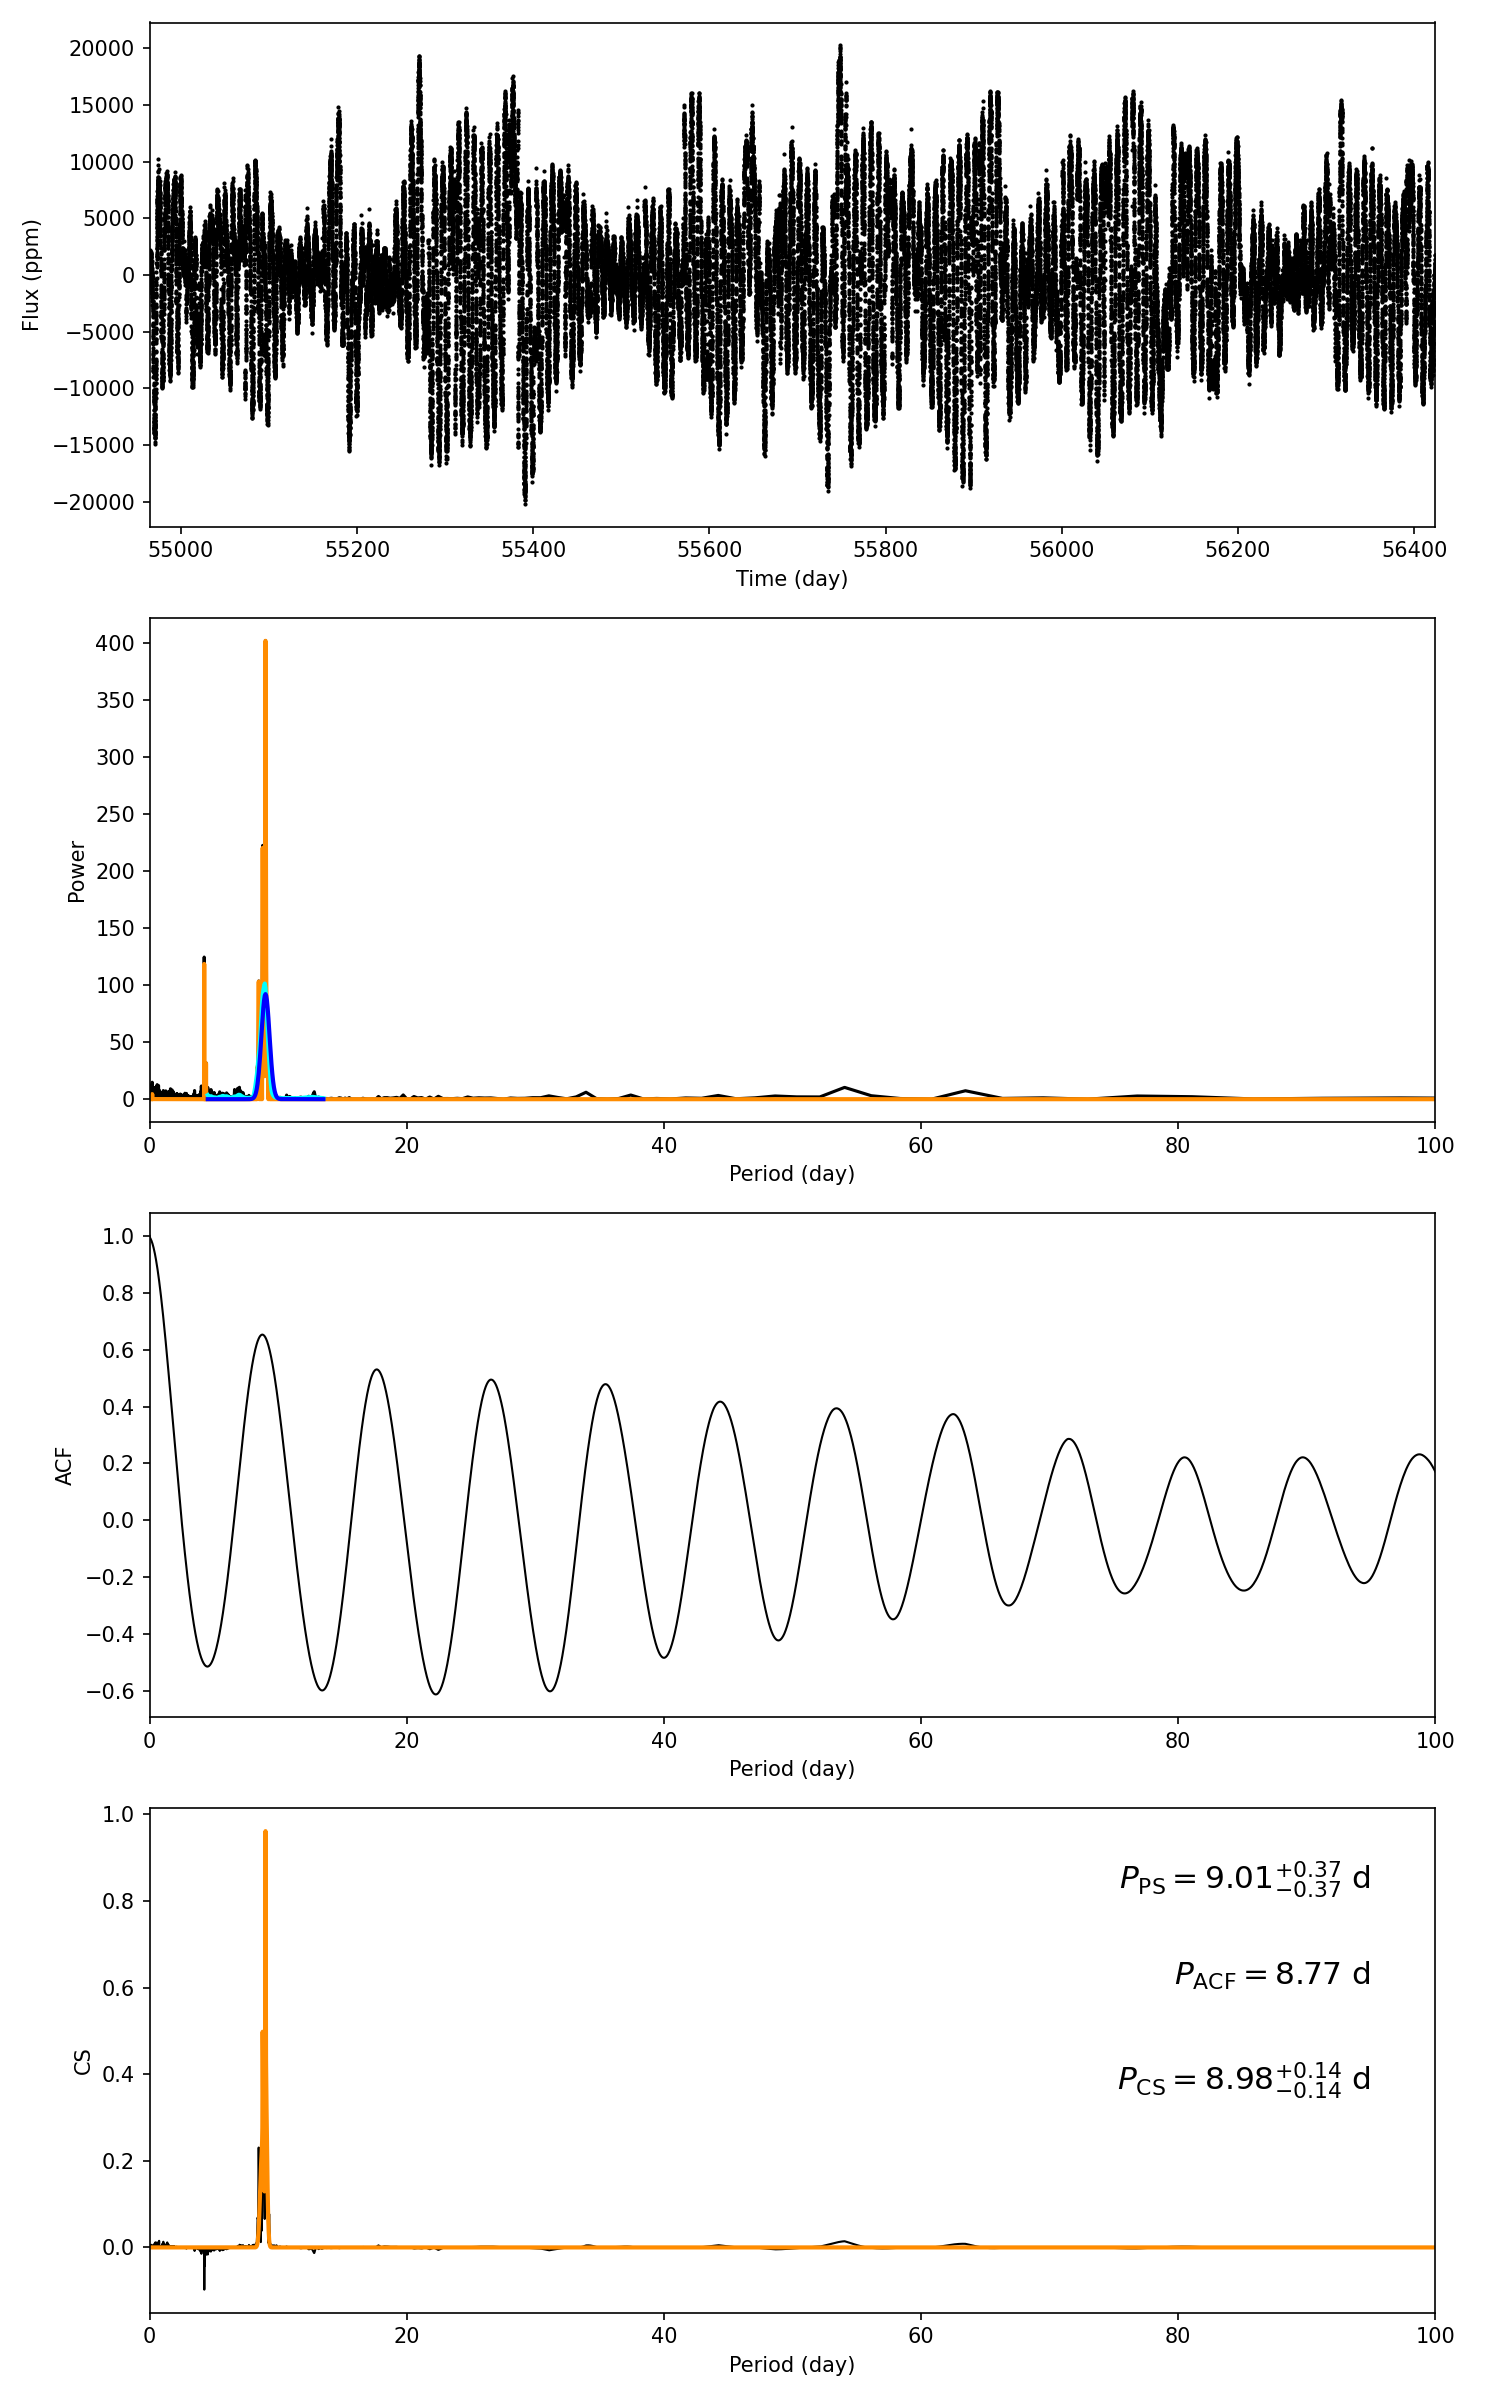 20000
15000
10000
5000
0
−5000
−10000
−15000
−20000
Flux (ppm)
55000 55200 55400 55600 55800 56000 56200 56400
Time (day)
400
350
300
250
200
150
100
50
0
Power
0 20 40 60 80 100
Period (day)
1.0
0.8
0.6
0.4
0.2
0.0
−0.2
−0.4
−0.6
ACF
0 20 40 60 80 100
Period (day)
1.0
0.8
0.6
0.4
0.2
0.0
CS
P_PS = 9.01^{+0.37}_{−0.37} d
P_ACF = 8.77 d
P_CS = 8.98^{+0.14}_{−0.14} d
0 20 40 60 80 100
Period (day)